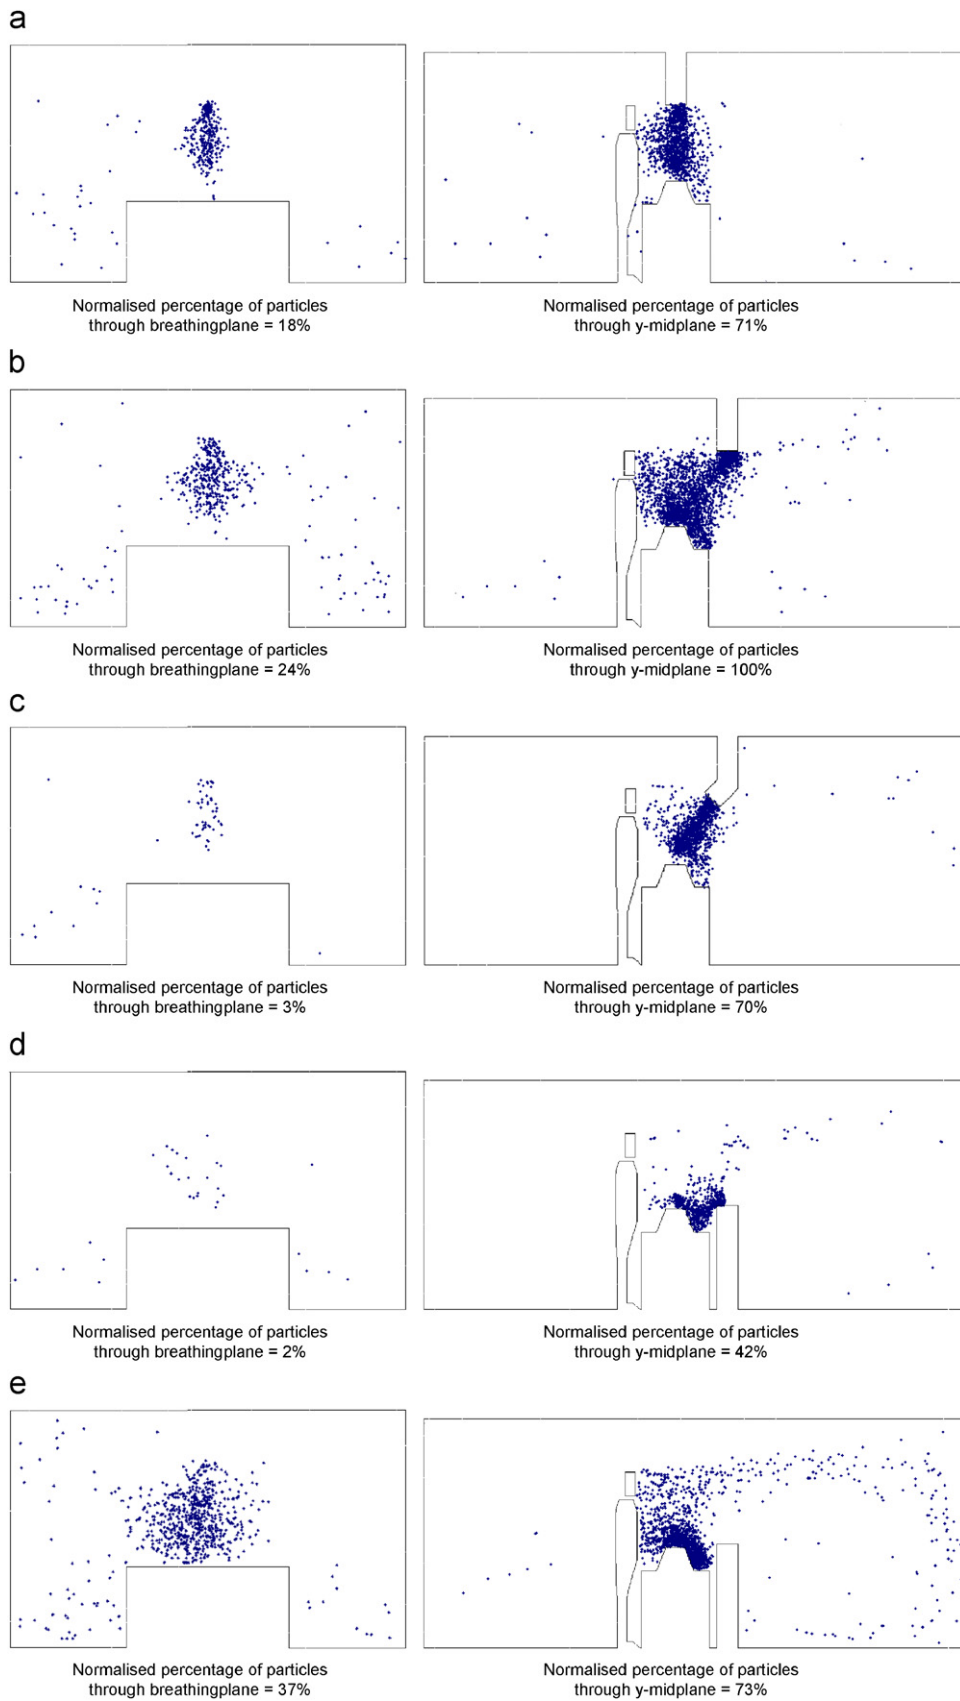 a
Normalised percentage of particles
through breathingplane = 18%
Normalised percentage of particles
through y-midplane = 71%
b
Normalised percentage of particles
through breathingplane = 24%
Normalised percentage of particles
through y-midplane = 100%
c
Normalised percentage of particles
through breathingplane = 3%
Normalised percentage of particles
through y-midplane = 70%
d
Normalised percentage of particles
through breathingplane = 2%
Normalised percentage of particles
through y-midplane = 42%
e
Normalised percentage of particles
through breathingplane = 37%
Normalised percentage of particles
through y-midplane = 73%